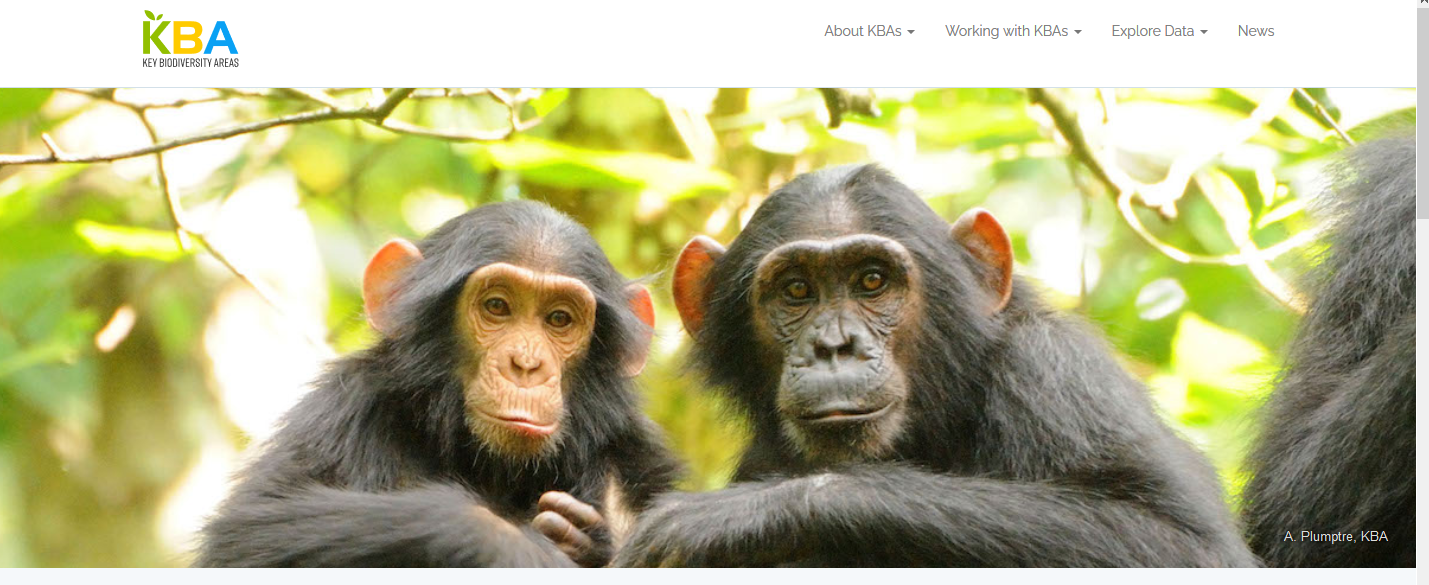 KBA
KEY BIODIVERSITY AREAS
About KBAs
Working with KBAs
Explore Data
News
A. Plumptre, KBA